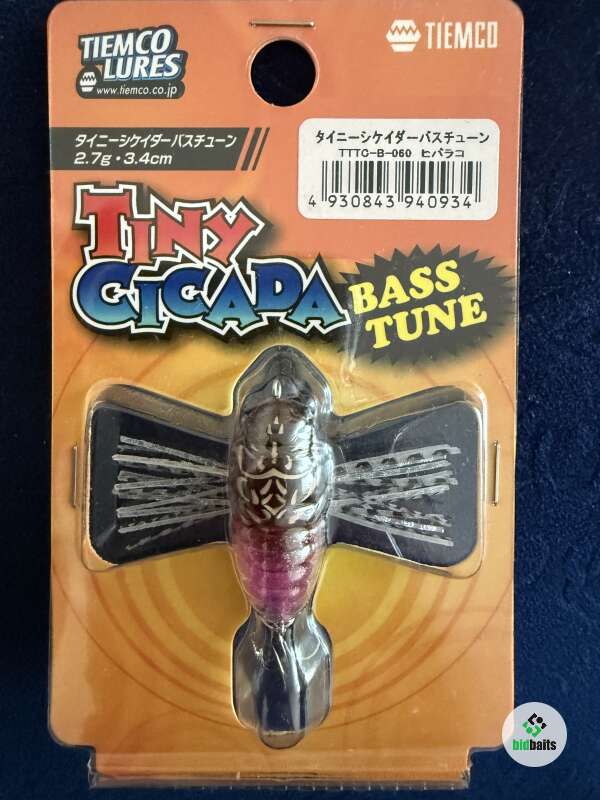 TIEMCO
LURES
www.tiemco.co.jp
TIEMCO
タイニーシケイダーバスチューン
2.7g・3.4cm
タイニーシケイダーバスチューン
TTTC-B-060 ヒバラコ
4 930843 940934
TINY
CICADA
BASS
TUNE
bidbaits